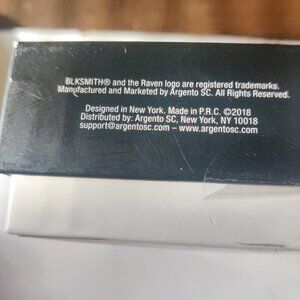 BLKSMITH® and the Raven logo are registered trademarks.
Manufactured and Marketed by Argento SC. All Rights Reserved.
Designed in New York. Made in P.R.C. ©2018
Distributed by: Argento SC, New York, NY 10018
support@argentosc.com – www.argentosc.com